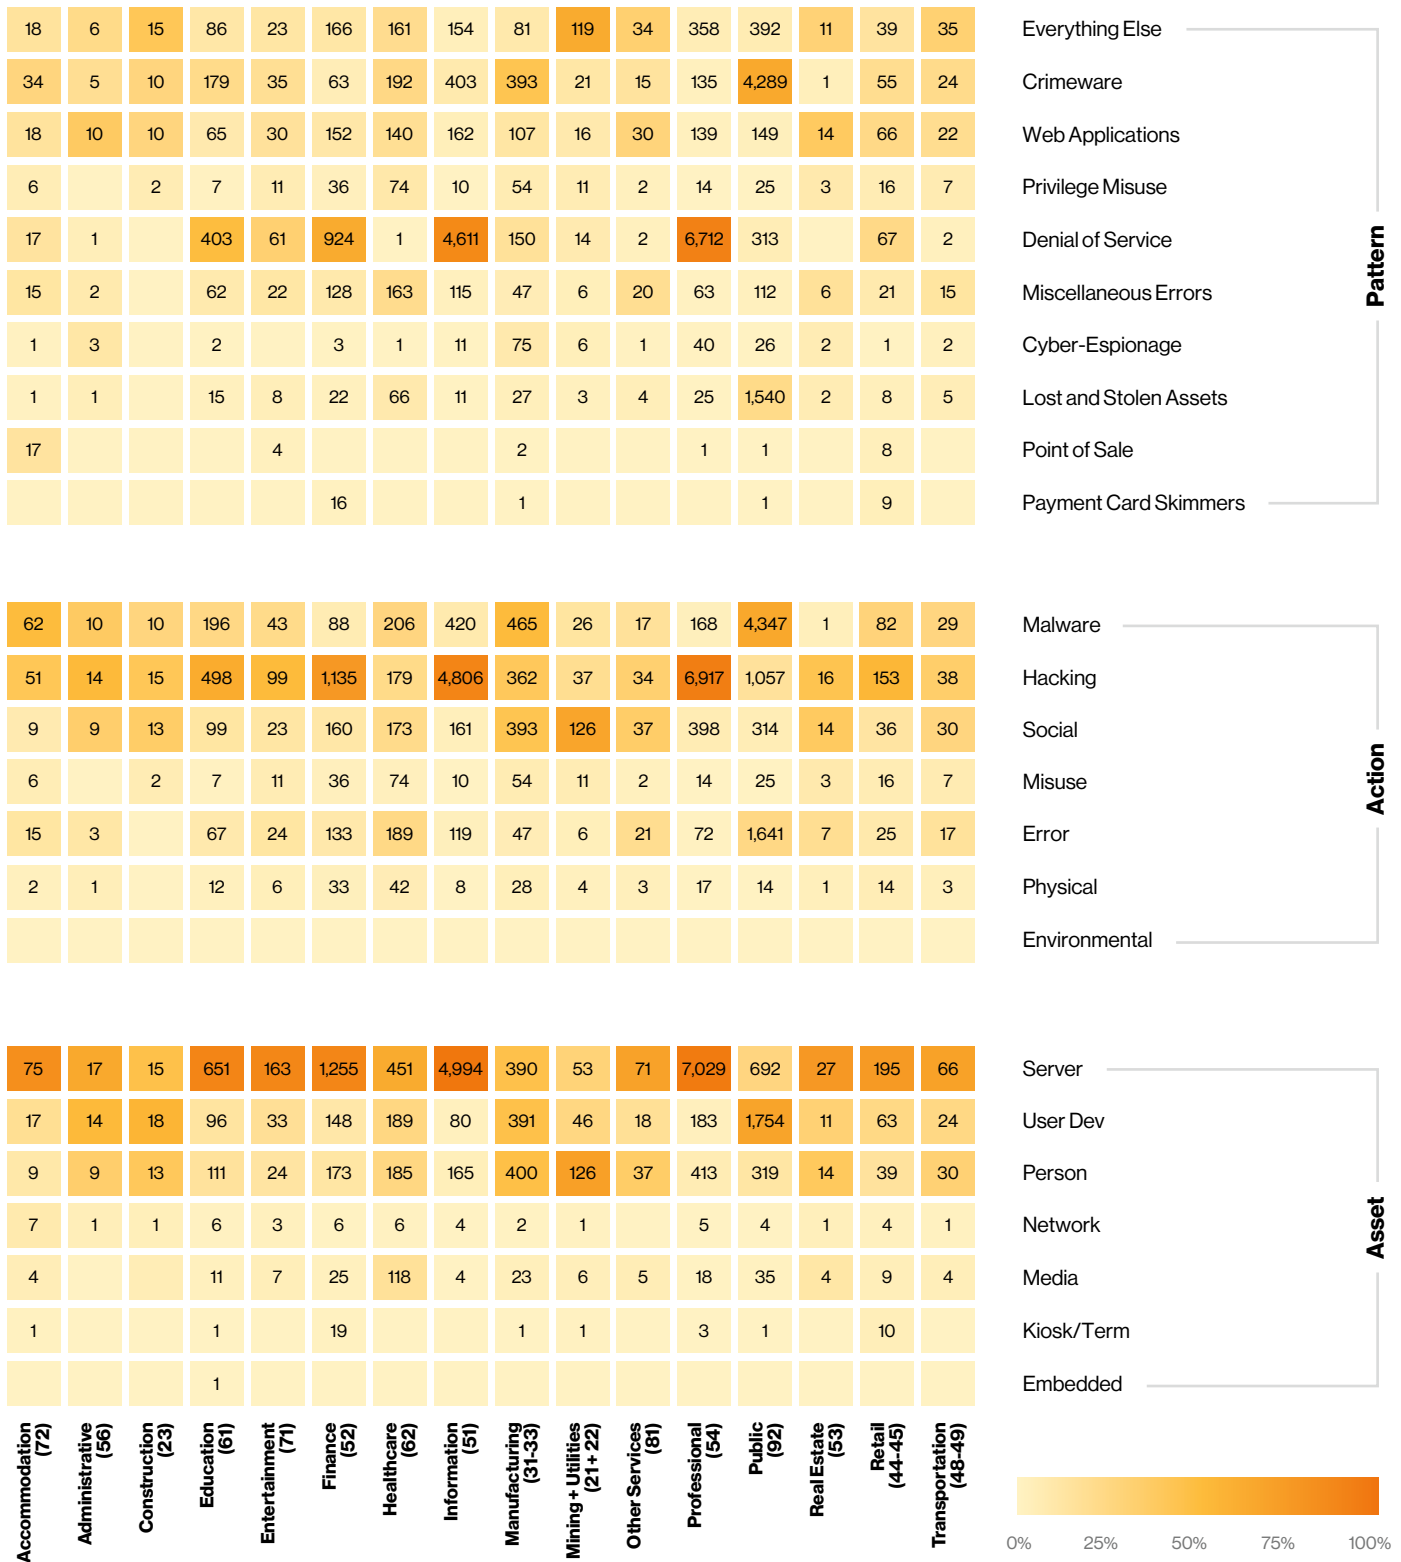 18 6 15 86 23 166 161 154 81 119 34 358 392 11 39 35 Everything Else
34 5 10 179 35 63 192 403 393 21 15 135 4,289 1 55 24 Crimeware
18 10 10 65 30 152 140 162 107 16 30 139 149 14 66 22 Web Applications
6 2 7 11 36 74 10 54 11 2 14 25 3 16 7 Privilege Misuse
17 1 403 61 924 1 4,611 150 14 2 6,712 313 67 2 Denial of Service
15 2 62 22 128 163 115 47 6 20 63 112 6 21 15 Miscellaneous Errors
1 3 2 3 1 11 75 6 1 40 26 2 1 2 Cyber-Espionage
1 1 15 8 22 66 11 27 3 4 25 1,540 2 8 5 Lost and Stolen Assets
17 4 2 1 1 8 Point of Sale
16 1 1 9 Payment Card Skimmers
Pattern
62 10 10 196 43 88 206 420 465 26 17 168 4,347 1 82 29 Malware
51 14 15 498 99 1,135 179 4,806 362 37 34 6,917 1,057 16 153 38 Hacking
9 9 13 99 23 160 173 161 393 126 37 398 314 14 36 30 Social
6 2 7 11 36 74 10 54 11 2 14 25 3 16 7 Misuse
15 3 67 24 133 189 119 47 6 21 72 1,641 7 25 17 Error
2 1 12 6 33 42 8 28 4 3 17 14 1 14 3 Physical
Environmental
Action
75 17 15 651 163 1,255 451 4,994 390 53 71 7,029 692 27 195 66 Server
17 14 18 96 33 148 189 80 391 46 18 183 1,754 11 63 24 User Dev
9 9 13 111 24 173 185 165 400 126 37 413 319 14 39 30 Person
7 1 1 6 3 6 6 4 2 1 5 4 1 4 1 Network
4 11 7 25 118 4 23 6 5 18 35 4 9 4 Media
1 1 19 1 1 3 1 10 Kiosk/Term
1 Embedded
Asset
Accommodation
(72)
Administrative
(56)
Construction
(23)
Education
(61)
Entertainment
(71)
Finance
(52)
Healthcare
(62)
Information
(51)
Manufacturing
(31-33)
Mining + Utilities
(21+ 22)
Other Services
(81)
Professional
(54)
Public
(92)
Real Estate
(53)
Retail
(44-45)
Transportation
(48-49)
0% 25% 50% 75% 100%